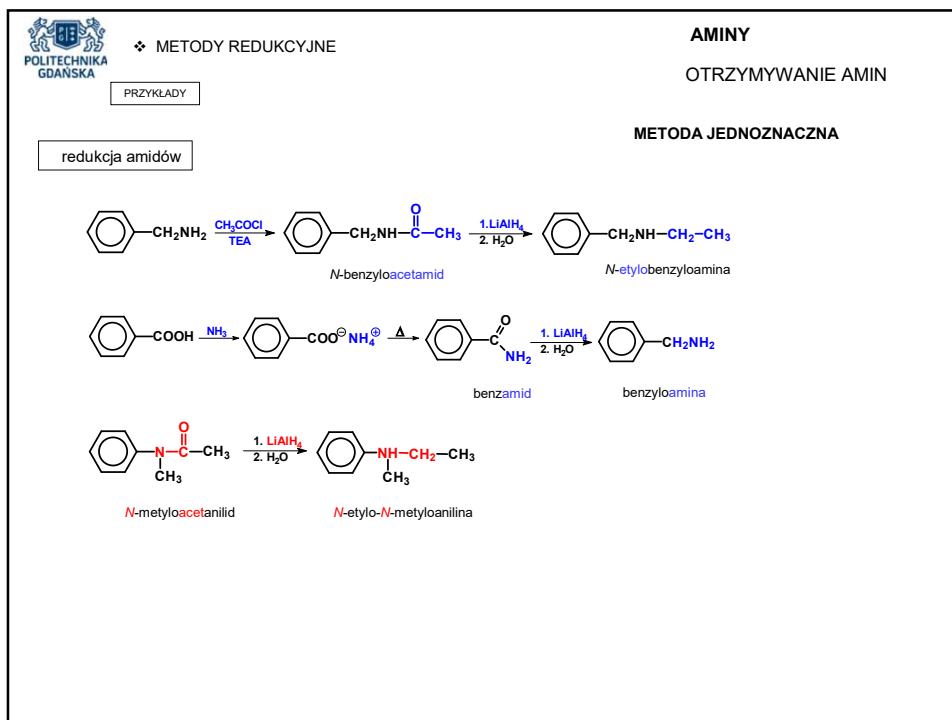 POLITECHNIKA
GDAŃSKA
❖ METODY REDUKCYJNE
AMINY
OTRZYMYWANIE AMIN
PRZYKŁADY
METODA JEDNOZNACZNA
redukcja amidów
CH₂NH₂
CH₃COCl
TEA
CH₂NH
O
C
CH₃
1.LiAlH₄
2. H₂O
CH₂NH CH₂ CH₃
N-benzyloacetamid
N-etylobenzyloamina
COOH
NH₃
COO⊖ NH₄⊕
Δ
O
C
NH₂
1. LiAlH₄
2. H₂O
CH₂NH₂
benzamid
benzyloamina
O
N C CH₃
CH₃
1. LiAlH₄
2. H₂O
NH CH₂ CH₃
CH₃
N-metyloacetanilid
N-etylo-N-metyloanilina